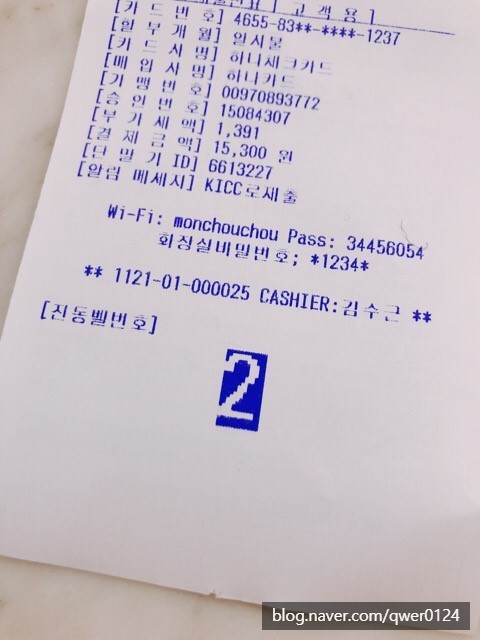 [고객용]
[카드번호] 4655-83**-****-1237
[할부개월] 일시불
[카드사명] 하나체크카드
[매입사명] 하나카드
[가맹번호] 00970893772
[승인번호] 15084307
[부가세액] 1,391
[결제금액] 15,300 원
[단말기ID] 6613227
[알림메세지] KICC로제출
Wi-Fi: monchouchou Pass: 34456054
화장실비밀번호; *1234*
** 1121-01-000025 CASHIER:김수근 **
[진동벨번호]
2
blog.naver.com/qwer0124